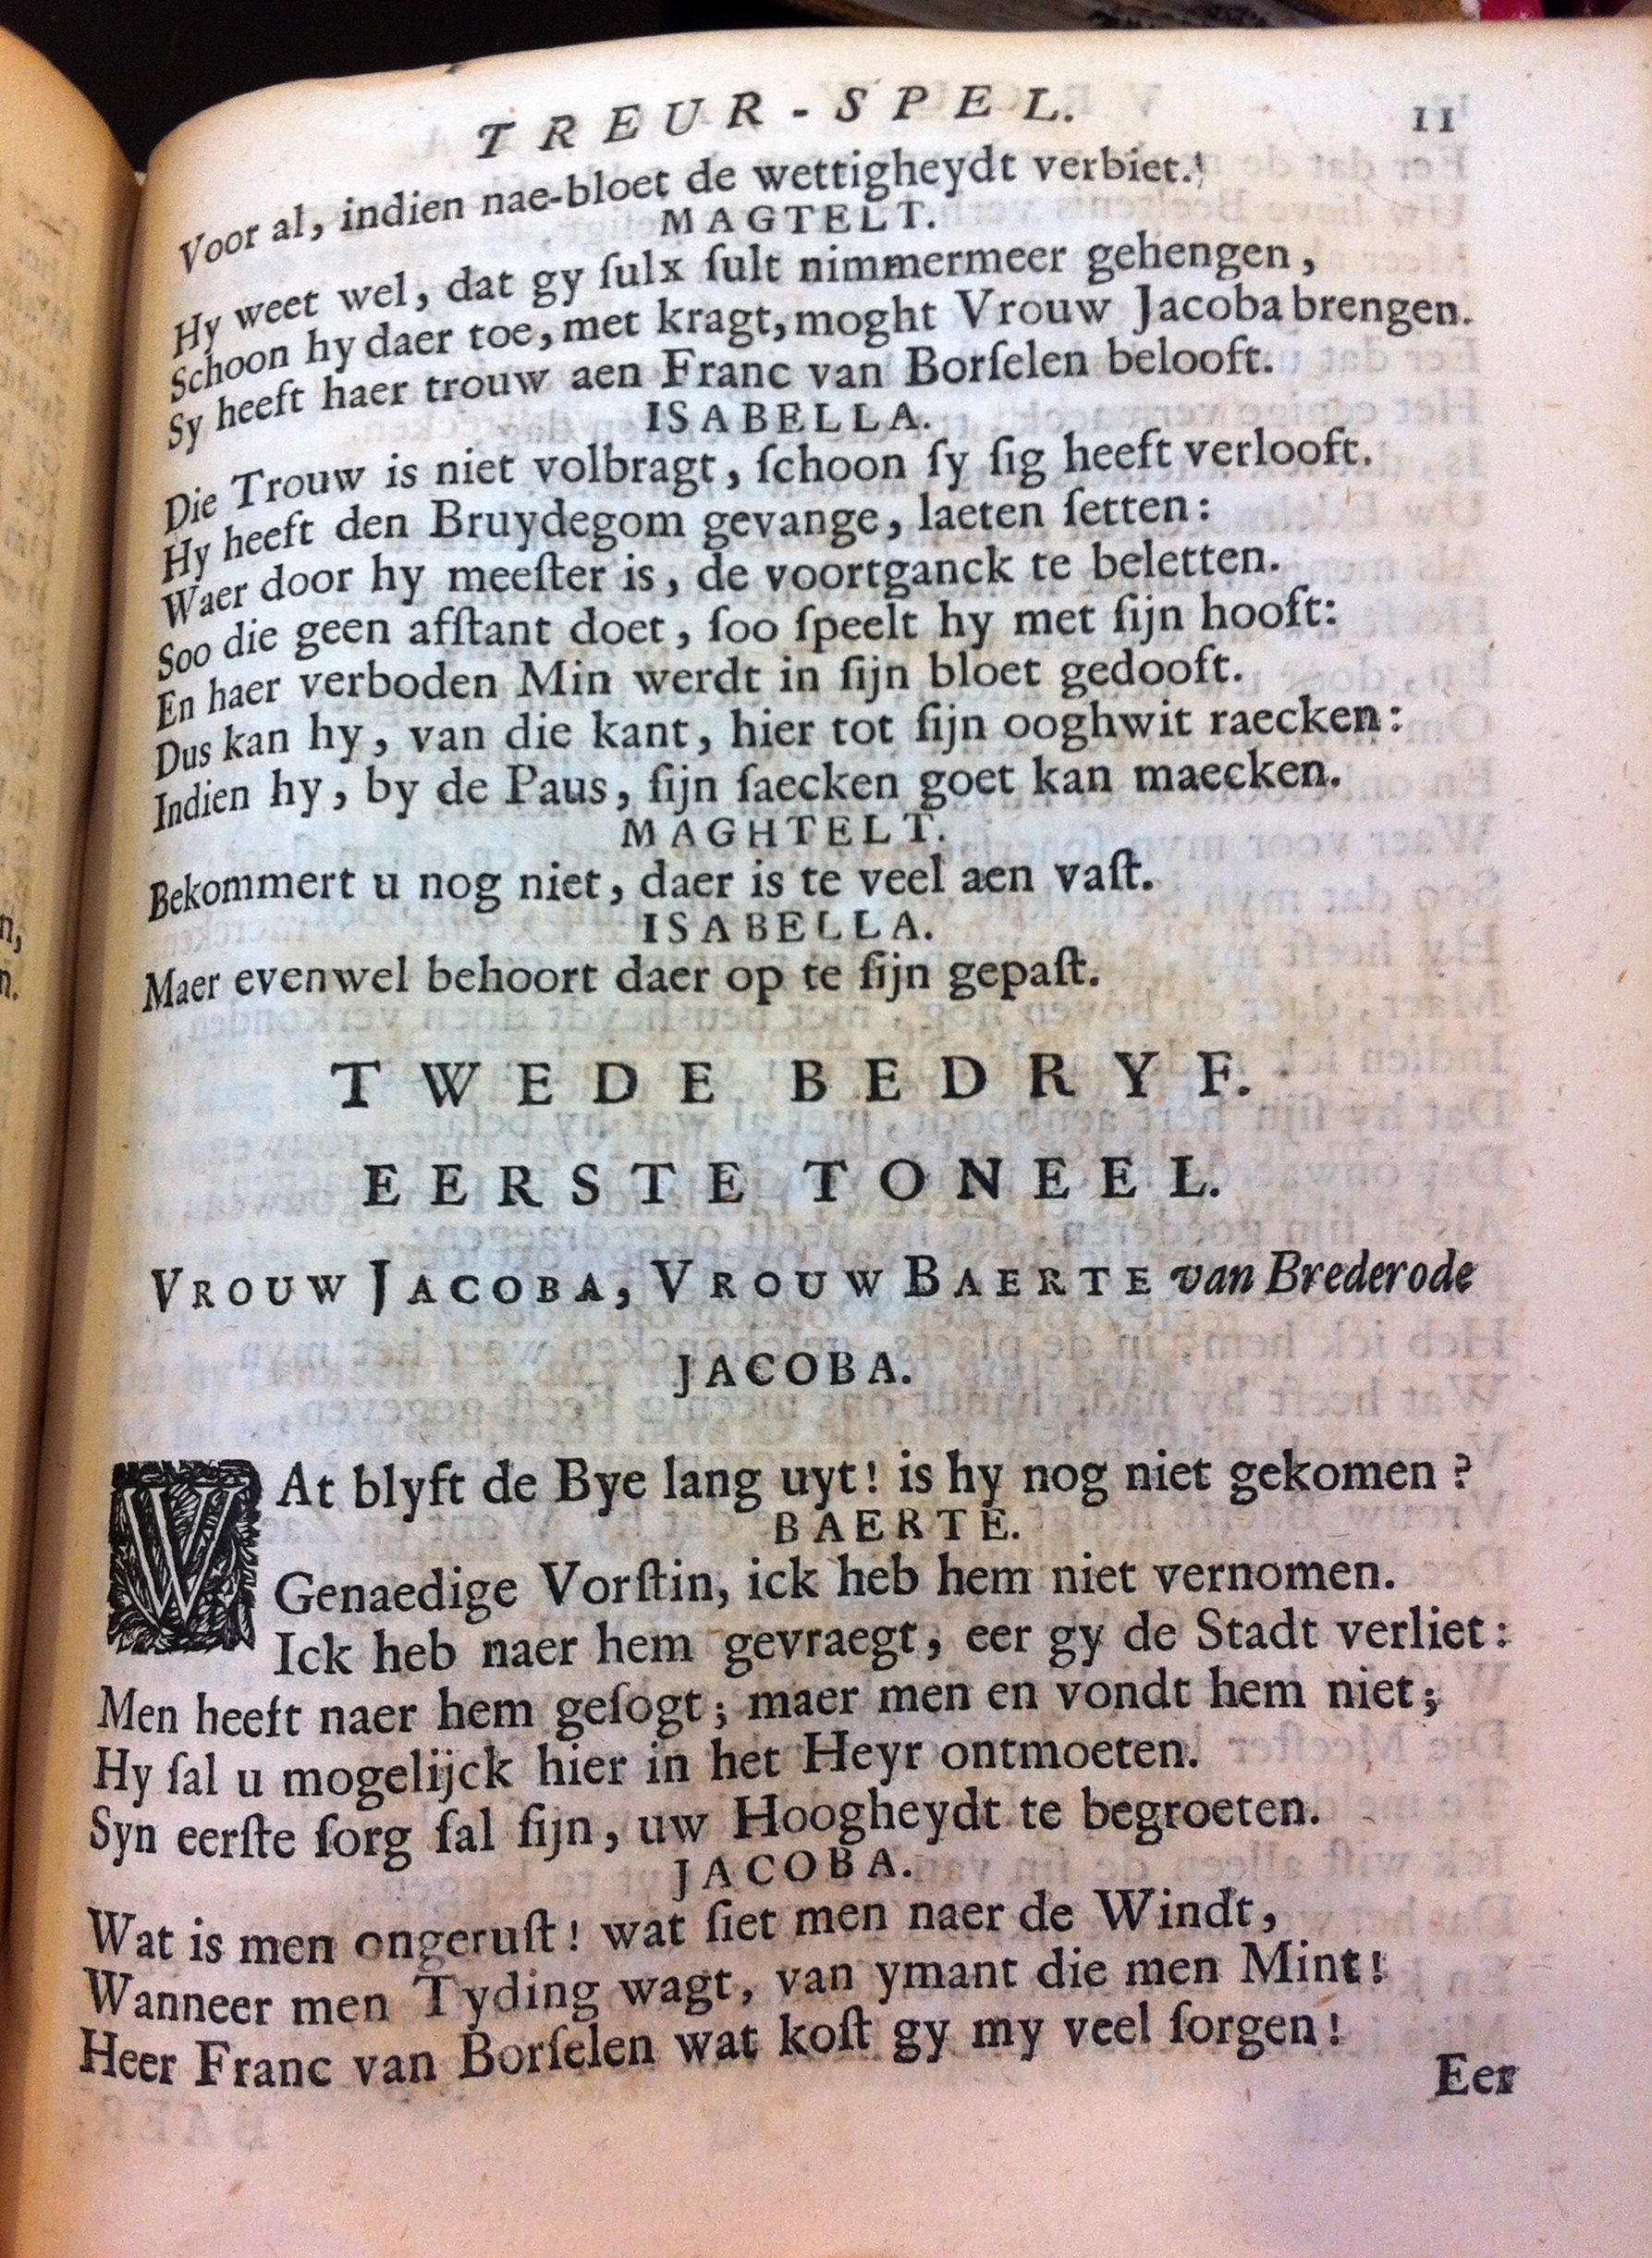 TREUR-SPEL. 11
Voor al, indien nae-bloet de wettigheydt verbiet.
MAGTELT.
Hy weet wel, dat gy ſulx ſult nimmermeer gehengen,
Schoon hy daer toe, met kragt, moght Vrouw Jacoba brengen.
Sy heeft haer trouw aen Franc van Borſelen belooft.
ISABELLA.
Die Trouw is niet volbragt, ſchoon ſy ſig heeft verlooft.
Hy heeft den Bruydegom gevange, laeten ſetten:
Waer door hy meeſter is, de voortganck te beletten.
Soo die geen afſtant doet, ſoo ſpeelt hy met ſijn hooft:
En haer verboden Min werdt in ſijn bloet gedooft.
Dus kan hy, van die kant, hier tot ſijn ooghwit raecken:
Indien hy, by de Paus, ſijn ſaecken goet kan maecken.
MAGHTELT.
Bekommert u nog niet, daer is te veel aen vaſt.
ISABELLA.
Maer evenwel behoort daer op te ſijn gepaſt.
TWEDE BEDRYF.
EERSTE TONEEL.
VROUW JACOBA, VROUW BAERTE van Brederode
JACOBA.
WAt blyft de Bye lang uyt! is hy nog niet gekomen?
BAERTE.
Genaedige Vorſtin, ick heb hem niet vernomen.
Ick heb naer hem gevraegt, eer gy de Stadt verliet:
Men heeft naer hem geſogt; maer men en vondt hem niet;
Hy ſal u mogelijck hier in het Heyr ontmoeten.
Syn eerſte ſorg ſal ſijn, uw Hoogheydt te begroeten.
JACOBA.
Wat is men ongeruſt! wat ſiet men naer de Windt,
Wanneer men Tyding wagt, van ymant die men Mint!
Heer Franc van Borſelen wat koſt gy my veel ſorgen!
Eer